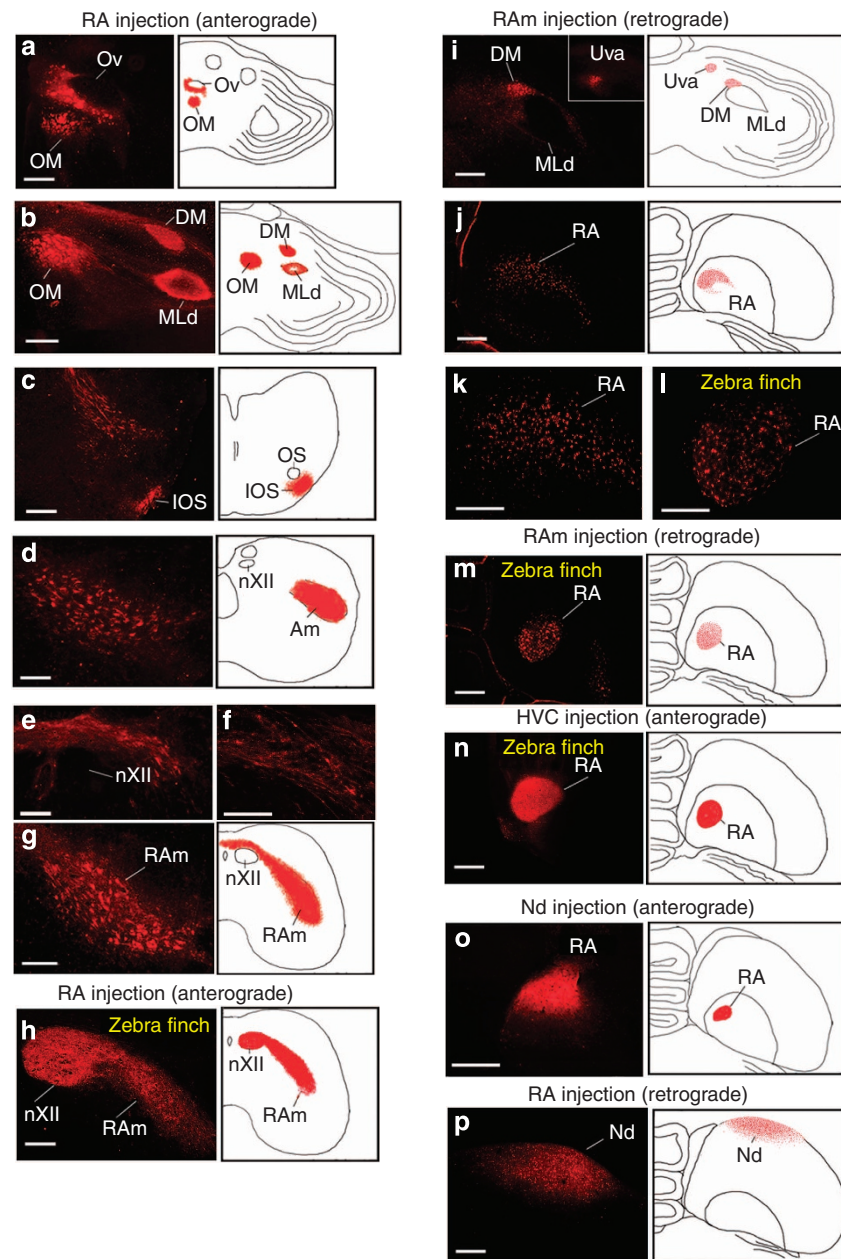 RA injection (anterograde)
a
Ov
OM
Ov
OM
b
DM
OM
MLd
DM
OM
MLd
c
IOS
OS
IOS
d
nXII
Am
e
nXII
f
g
RAm
nXII
RAm
RA injection (anterograde)
h
Zebra finch
nXII
RAm
nXII
RAm
RAm injection (retrograde)
i
DM
Uva
MLd
Uva
DM
MLd
j
RA
RA
k
RA
l
Zebra finch
RA
RAm injection (retrograde)
m
Zebra finch
RA
RA
HVC injection (anterograde)
n
Zebra finch
RA
RA
Nd injection (anterograde)
o
RA
RA
RA injection (retrograde)
p
Nd
Nd